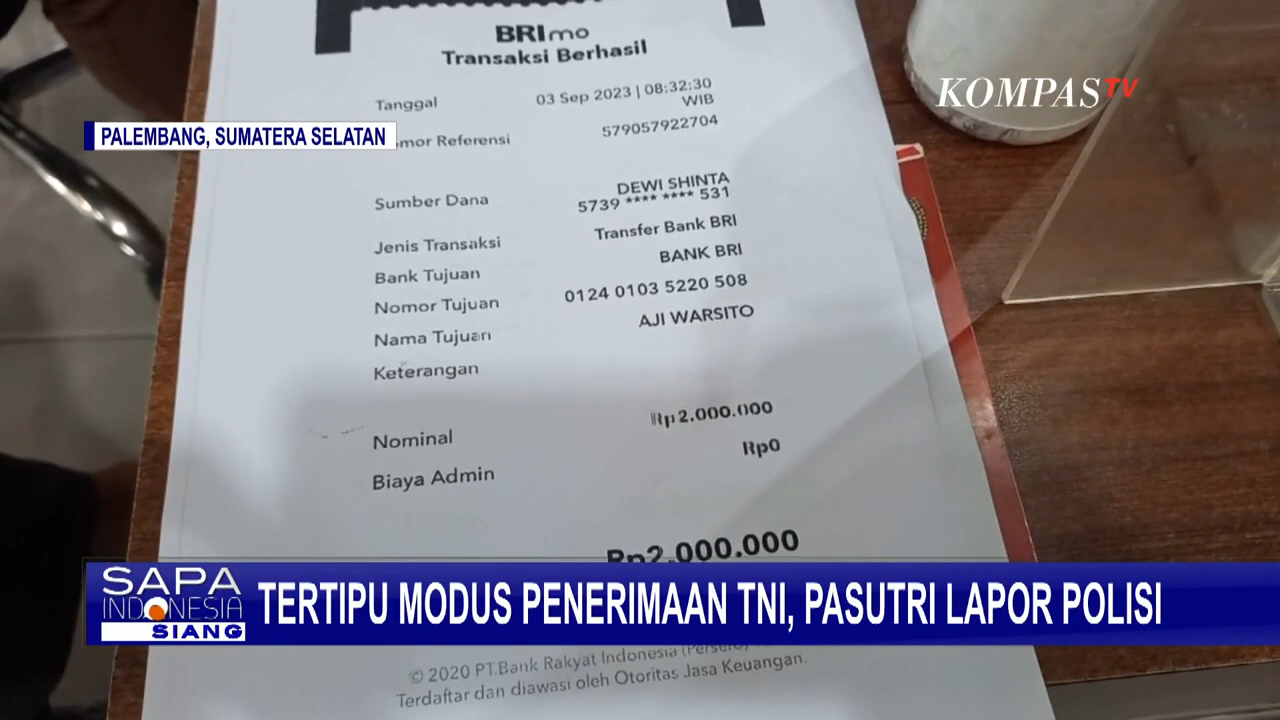 BRImo
Transaksi Berhasil
KOMPASTV
Tanggal 03 Sep 2023 | 08:32:30
WIB
PALEMBANG, SUMATERA SELATAN
omor Referensi 579057922704
Sumber Dana DEWI SHINTA
5739 **** **** 531
Jenis Transaksi Transfer Bank BRI
Bank Tujuan BANK BRI
Nomor Tujuan 0124 0103 5220 508
Nama Tujuan AJI WARSITO
Keterangan
Nominal Rp2.000.000
Biaya Admin Rp0
Rp2.000.000
SAPA
INDONESIA
SIANG
TERTIPU MODUS PENERIMAAN TNI, PASUTRI LAPOR POLISI
© 2020 PT.Bank Rakyat Indonesia (Persero)
Terdaftar dan diawasi oleh Otoritas Jasa Keuangan.